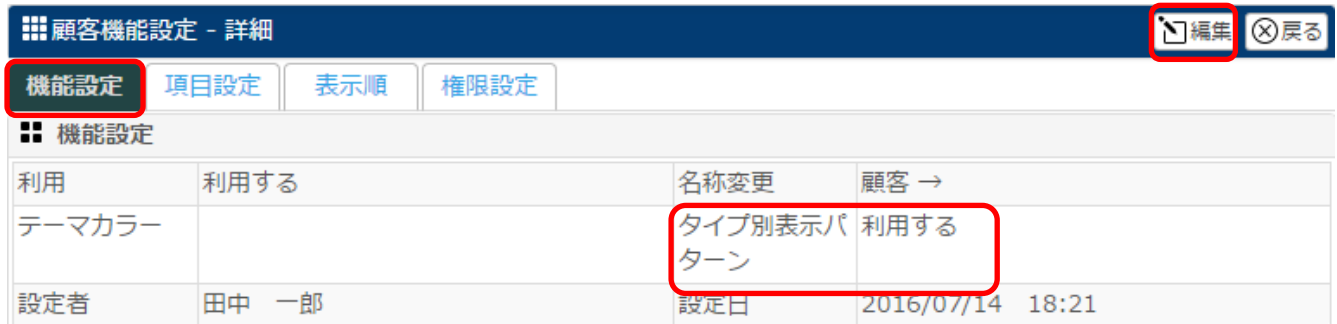 顧客機能設定 - 詳細 編集 戻る
機能設定 項目設定 表示順 権限設定
機能設定
利用 利用する 名称変更 顧客 →
テーマカラー タイプ別表示パ 利用する
ターン
設定者 田中 一郎 設定日 2016/07/14 18:21